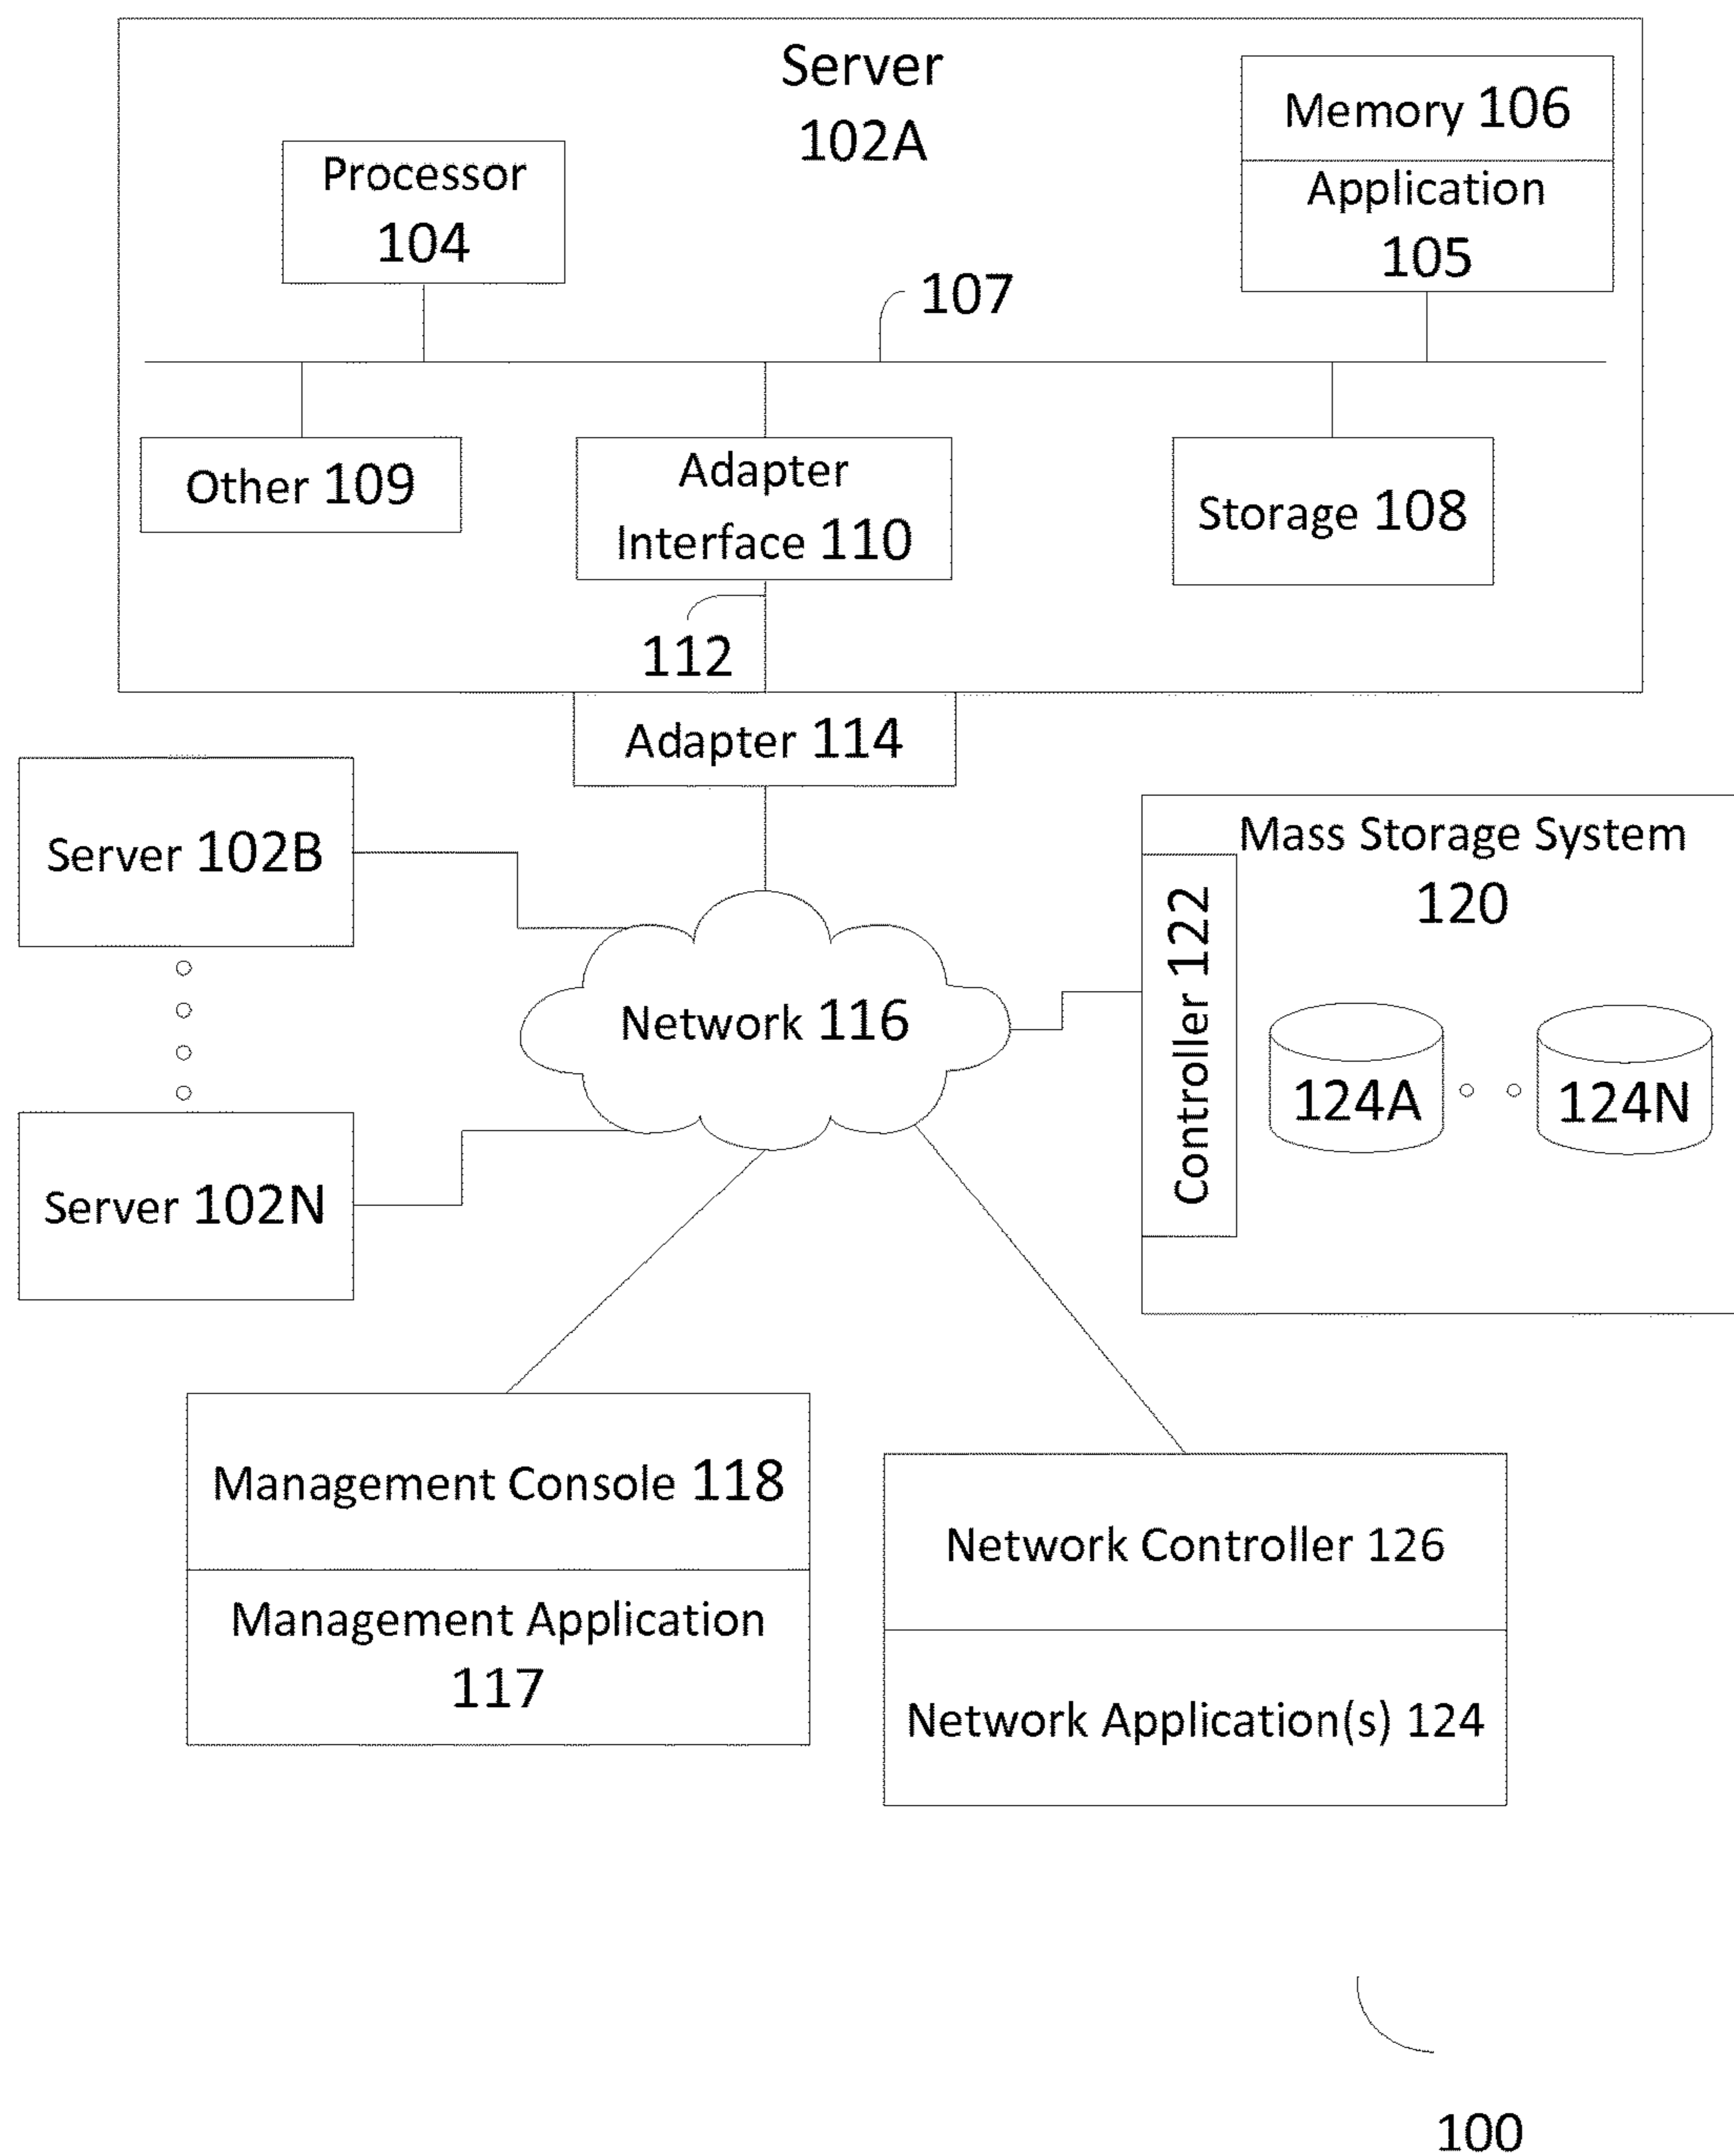 Server
102A
Memory 106
Application
105
Processor
104
107
Other 109
Adapter
Interface 110
Storage 108
112
Adapter 114
Server 102B
Mass Storage System
120
Controller 122
Network 116
124A
124N
Server 102N
Management Console 118
Management Application
117
Network Controller 126
Network Application(s) 124
100